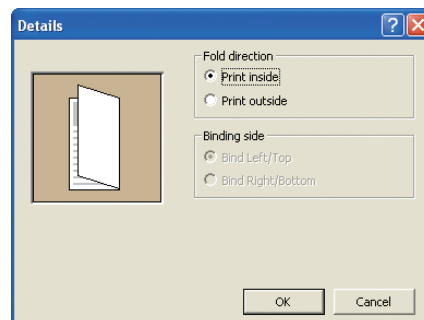 Details
Fold direction
Print inside
Print outside
Binding side
Bind Left/Top
Bind Right/Bottom
OK
Cancel